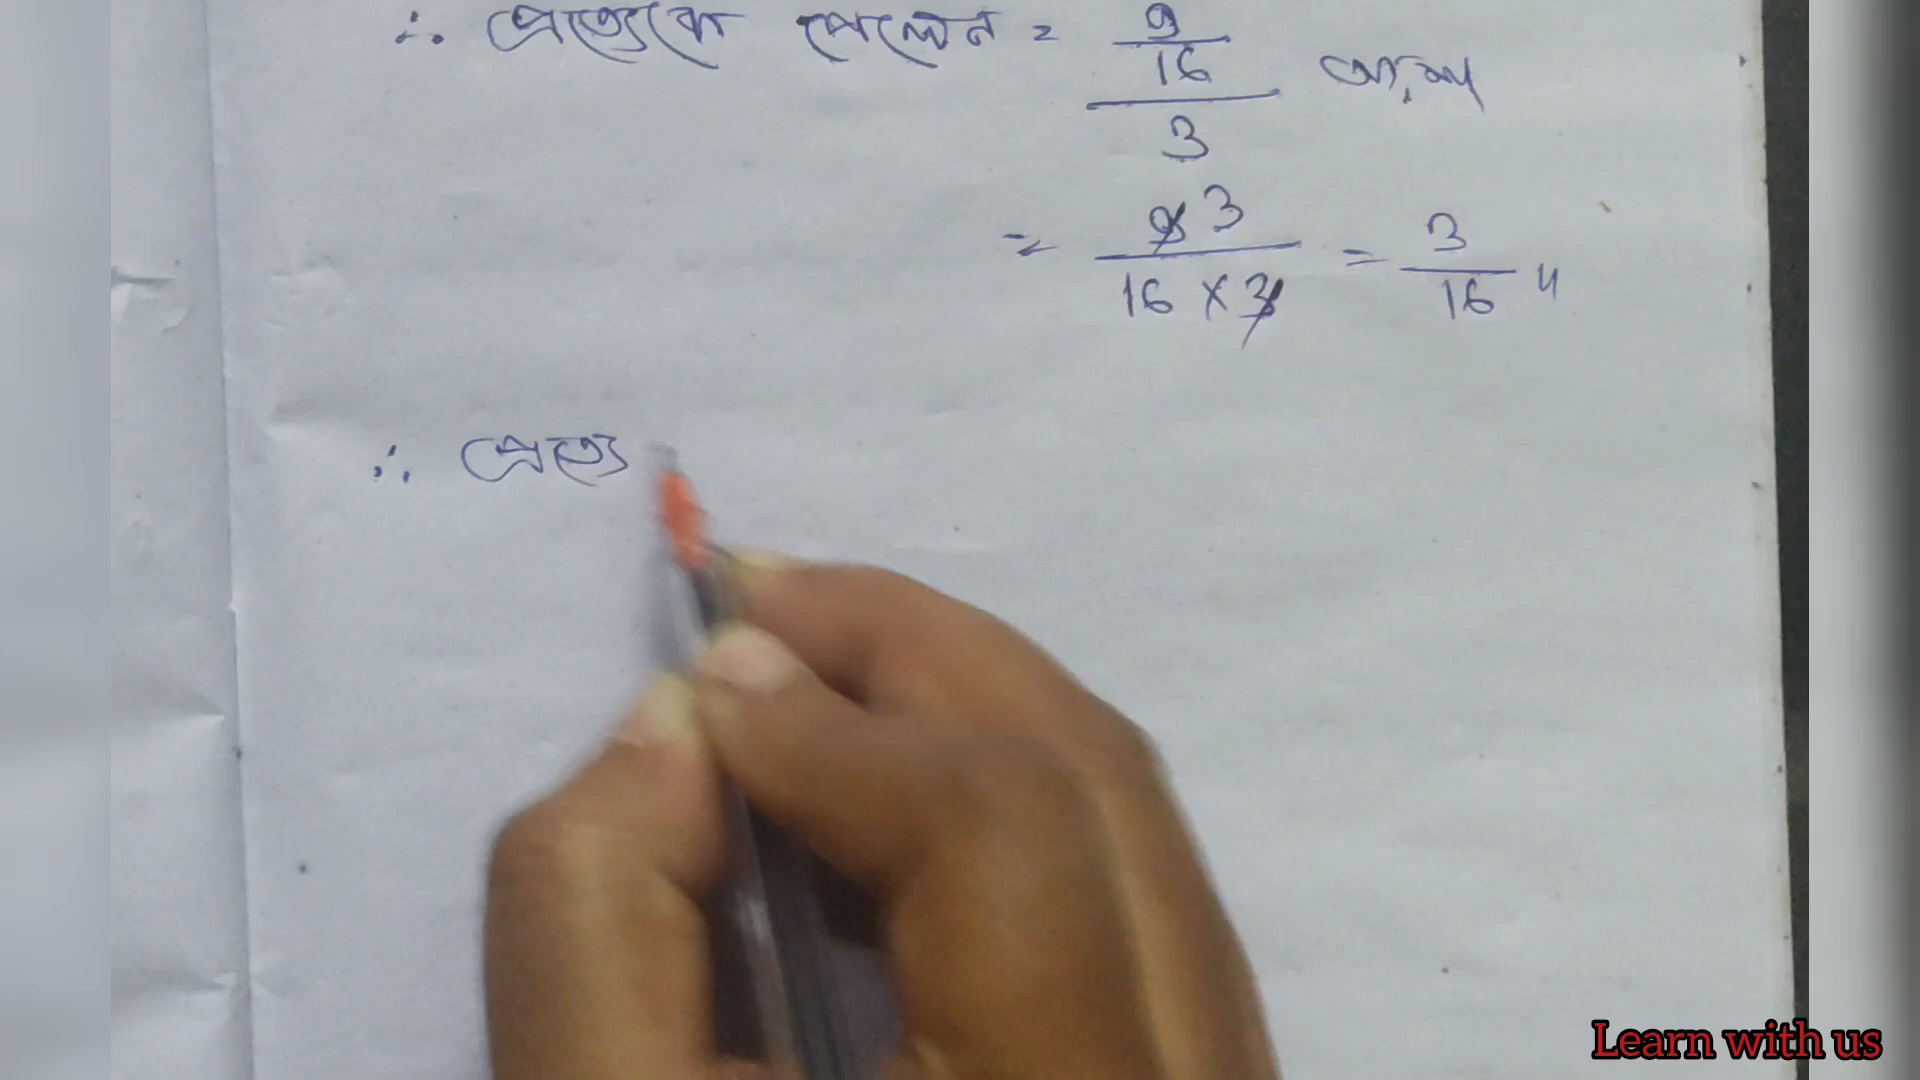 ∴ প্রত্যেকে পেলেন = 9/16 / 3 অংশ
= 9 3 / 16 × 3 = 3/16 "
∴ প্রত্যে
Learn with us